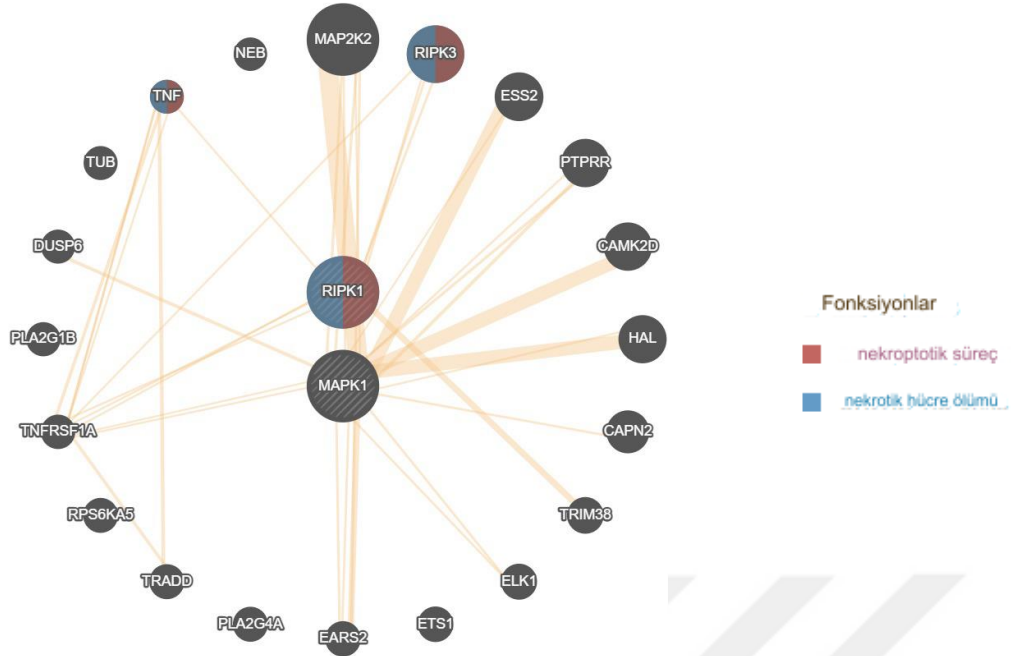 MAP2K2
NEB
RIPK3
TNF
ESS2
TUB
PTPRR
DUSP6
CAMK2D
RIPK1
Fonksiyonlar
PLA2G1B
HAL
nekroptotik süreç
MAPK1
nekrotik hücre ölümü
TNFRSF1A
CAPN2
RPS6KA5
TRIM38
TRADD
ELK1
PLA2G4A
EARS2
ETS1